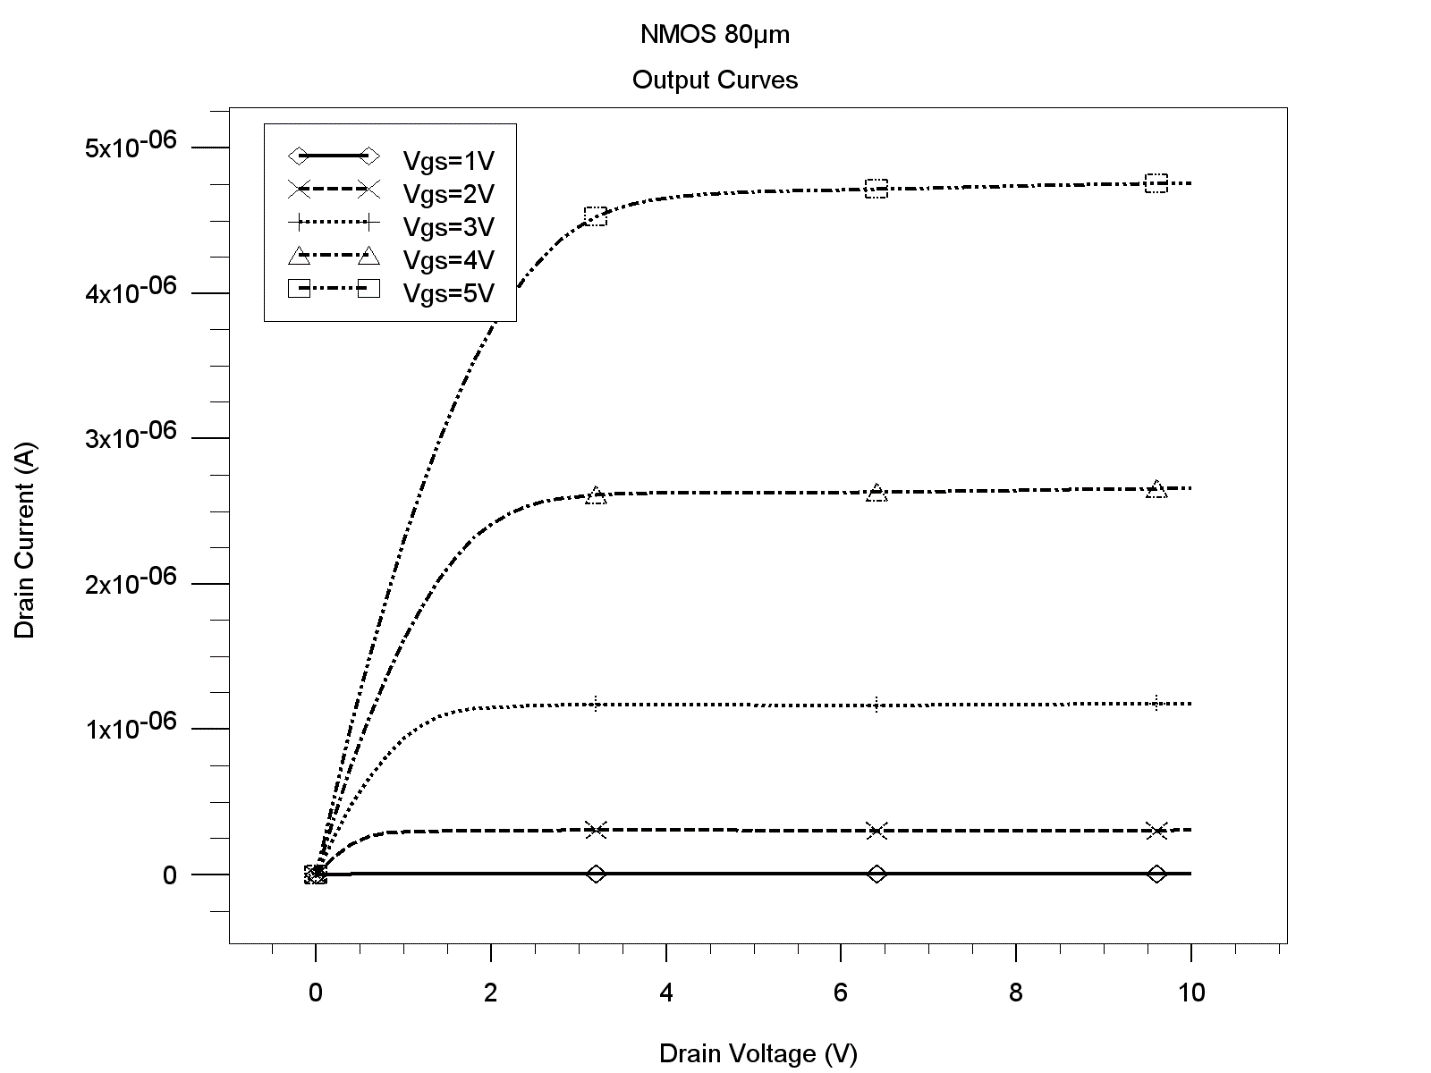 NMOS 80µm
Output Curves
Vgs=1V
Vgs=2V
Vgs=3V
Vgs=4V
Vgs=5V
5x10-06
4x10-06
3x10-06
2x10-06
1x10-06
0
Drain Current (A)
0 2 4 6 8 10
Drain Voltage (V)